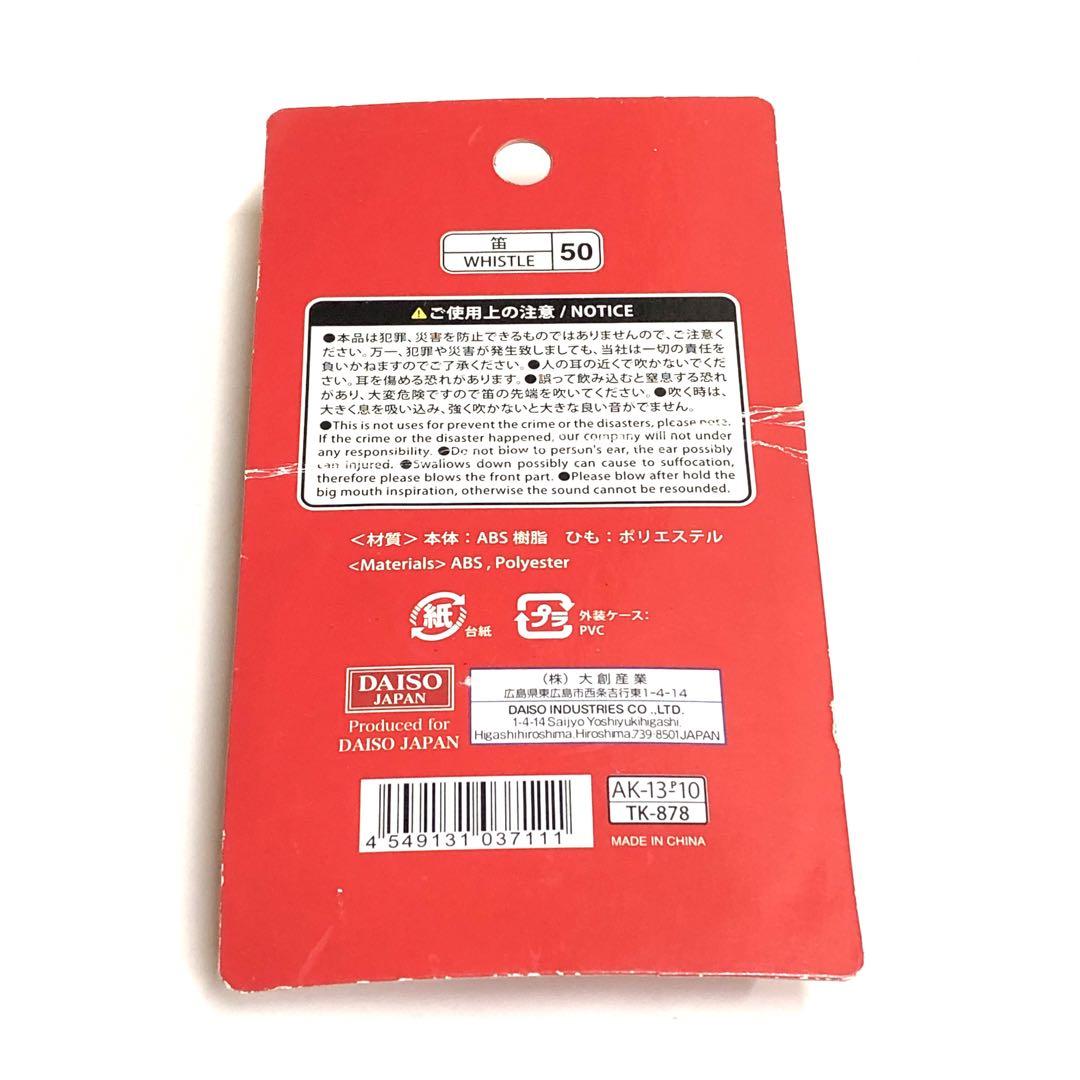 笛
WHISTLE
50
⚠ご使用上の注意 / NOTICE
●本品は犯罪、災害を防止できるものではありませんので、ご注意く
ださい。万一、犯罪や災害が発生致しましても、当社は一切の責任を
負いかねますのでご了承ください。●人の耳の近くで吹かないでくだ
さい。耳を傷める恐れがあります。●誤って飲み込むと窒息する恐れ
があり、大変危険ですので笛の先端を吹いてください。●吹く時は、
大きく息を吸い込み、強く吹かないと大きな良い音がでません。
●This is not uses for prevent the crime or the disasters, please note.
If the crime or the disaster happened, our company will not under
any responsibility. ●Do not blow to person's ear, the ear possibly
can injured. ●Swallows down possibly can cause to suffocation,
therefore please blows the front part. ●Please blow after hold the
big mouth inspiration, otherwise the sound cannot be resounded.
＜材質＞本体：ABS 樹脂　ひも：ポリエステル
<Materials> ABS , Polyester
紙
台紙
プラ
外装ケース：
PVC
DAISO
JAPAN
Produced for
DAISO JAPAN
(株) 大創産業
広島県東広島市西条吉行東1-4-14
DAISO INDUSTRIES CO .,LTD.
1-4-14 Saijyo Yoshiyukihigashi,
Higashihiroshima,Hiroshima,739-8501JAPAN
4 549131 037111
AK-13-P10
TK-878
MADE IN CHINA